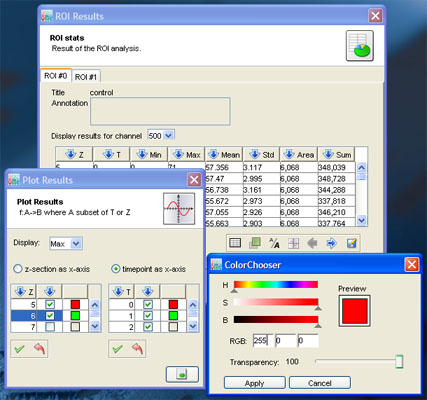 ROI Results
ROI stats
Result of the ROI analysis.
ROI #0 ROI #1
Title control
Annotation
Display results for channel 500
Z T Min Max Mean Std Area Sum
5 0 71 57.356 3.117 6,068 348,039
57.47 2.995 6,068 348,728
56.738 3.161 6,068 344,288
55.672 2.973 6,068 337,818
57.055 2.926 6,068 346,210
55.663 2.903 6,068 337,764
Plot Results
Plot Results
f:A->B where A subset of T or Z
Display: Max
z-section as x-axis timepoint as x-axis
Z T
5 0
6 1
7 2
ColorChooser
H
S
B
Preview
RGB: 255 0 0
Transparency: 100
Apply Cancel